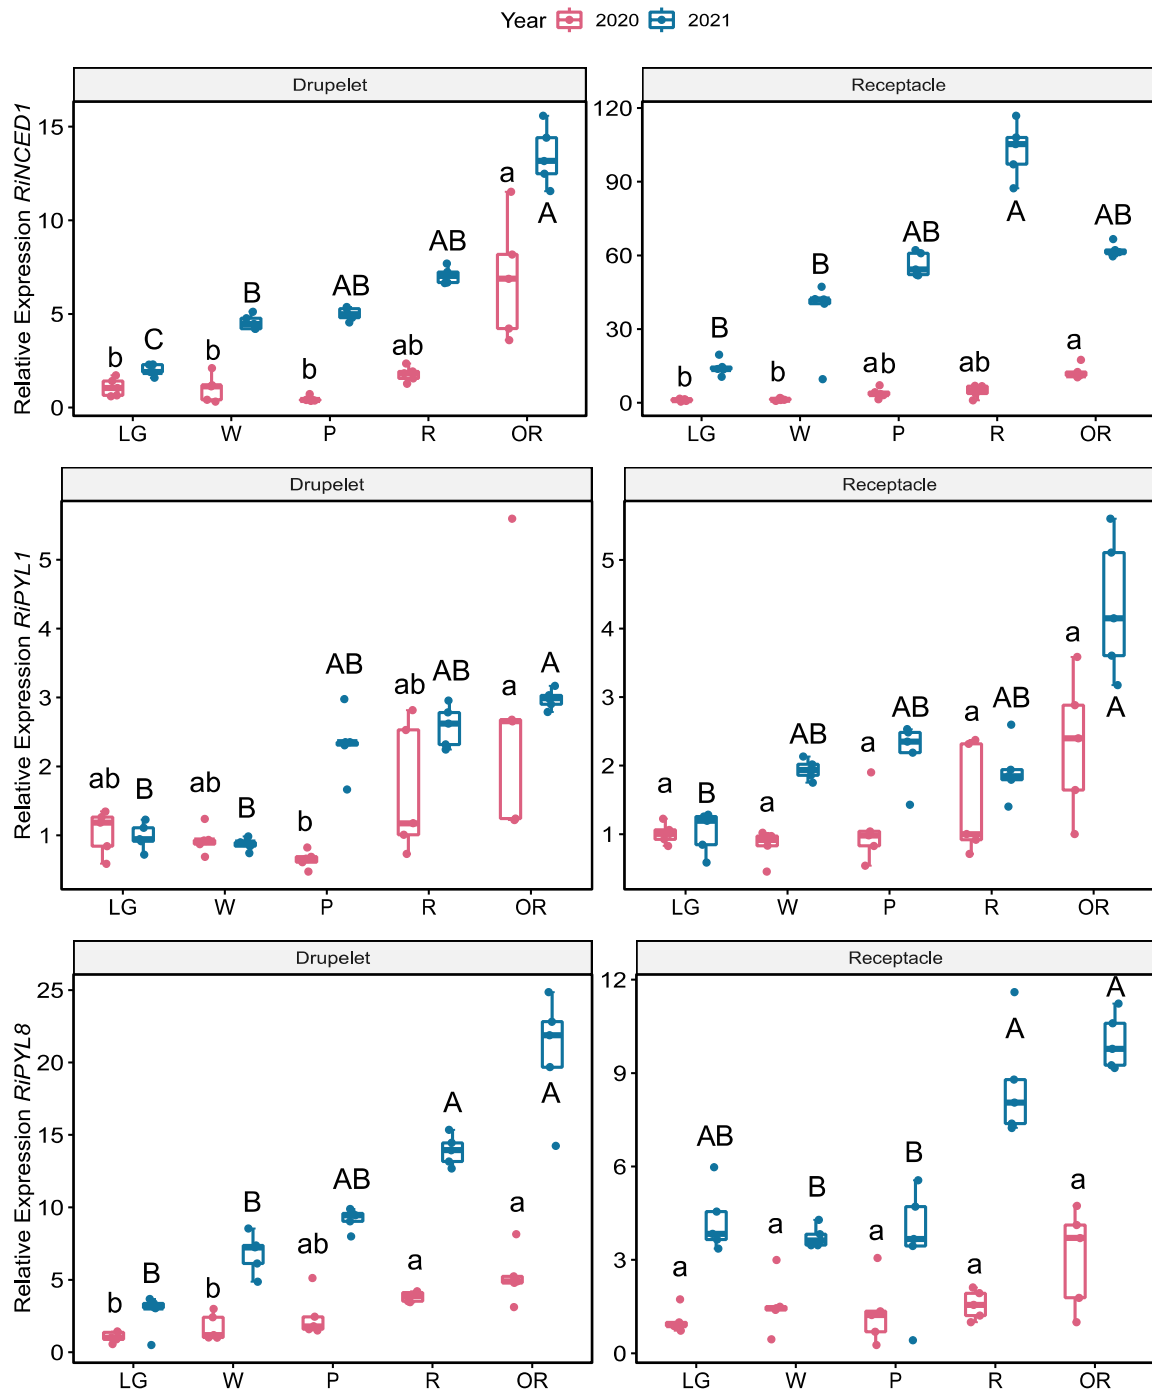 Year 2020 2021
Drupelet Receptacle
Relative Expression RiNCED1
15
10
5
0
b C b B b AB ab AB a A
LG W P R OR
120
90
60
30
0
b B b B ab AB ab A a AB
LG W P R OR
Drupelet Receptacle
Relative Expression RiPYL1
5
4
3
2
1
ab B ab B b AB ab AB a A
LG W P R OR
5
4
3
2
1
a B a AB a AB a AB a A
LG W P R OR
Drupelet Receptacle
Relative Expression RiPYL8
25
20
15
10
5
0
b B b B ab AB a A a A
LG W P R OR
12
9
6
3
0
a AB a B a B a A a A
LG W P R OR